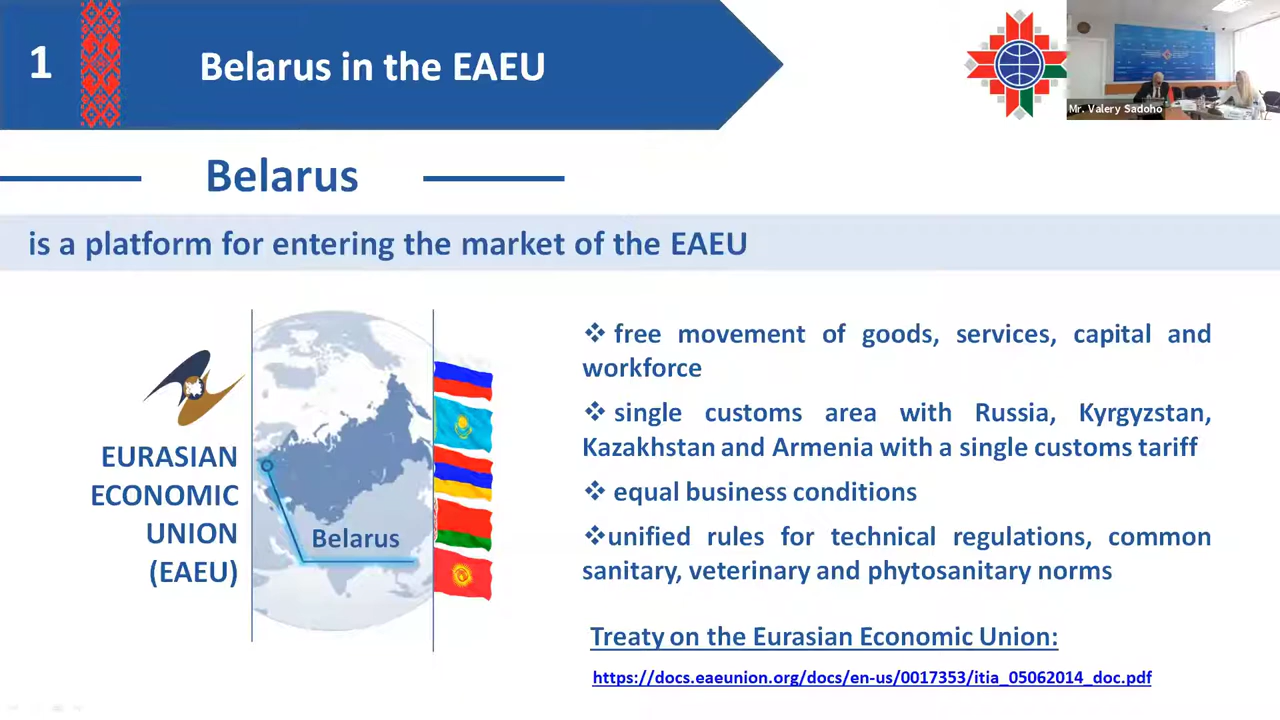 1
Belarus in the EAEU
Mr. Valery Sadoho
Belarus
is a platform for entering the market of the EAEU
EURASIAN
ECONOMIC
UNION
(EAEU)
Belarus
❖ free movement of goods, services, capital and
workforce
❖ single customs area with Russia, Kyrgyzstan,
Kazakhstan and Armenia with a single customs tariff
❖ equal business conditions
❖unified rules for technical regulations, common
sanitary, veterinary and phytosanitary norms
Treaty on the Eurasian Economic Union:
https://docs.eaeunion.org/docs/en-us/0017353/itia_05062014_doc.pdf